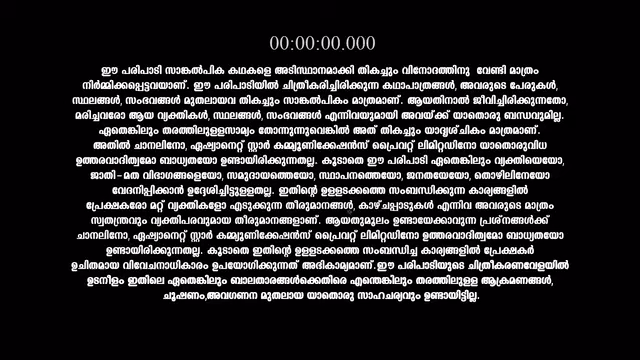 00:00:00.000
ഈ പരിപാടി സാങ്കൽപിക കഥകളെ അടിസ്ഥാനമാക്കി തികച്ചും വിനോദത്തിനു വേണ്ടി മാത്രം
നിർമ്മിക്കപ്പെട്ടവയാണ്. ഈ പരിപാടിയിൽ ചിത്രീകരിച്ചിരിക്കുന്ന കഥാപാത്രങ്ങൾ, അവരുടെ പേരുകൾ,
സ്ഥലങ്ങൾ, സംഭവങ്ങൾ മുതലായവ തികച്ചും സാങ്കൽപികം മാത്രമാണ്. ആയതിനാൽ ജീവിച്ചിരിക്കുന്നതോ,
മരിച്ചവരോ ആയ വ്യക്തികൾ, സ്ഥലങ്ങൾ, സംഭവങ്ങൾ എന്നിവയുമായി അവയ്ക്ക് യാതൊരു ബന്ധവുമില്ല.
ഏതെങ്കിലും തരത്തിലുള്ളസാമ്യം തോന്നുന്നുവെങ്കിൽ അത് തികച്ചും യാദൃശ്ചികം മാത്രമാണ്.
അതിൽ ചാനലിനോ, ഏഷ്യാനെറ്റ് സ്റ്റാർ കമ്മ്യൂണിക്കേഷൻസ് പ്രൈവറ്റ് ലിമിറ്റഡിനോ യാതൊരുവിധ
ഉത്തരവാദിത്വമോ ബാധ്യതയോ ഉണ്ടായിരിക്കുന്നതല്ല. കൂടാതെ ഈ പരിപാടി ഏതെങ്കിലും വ്യക്തിയെയോ,
ജാതി-മത വിഭാഗങ്ങളെയോ, സമുദായത്തെയോ, സ്ഥാപനത്തെയോ, ജനതയേയോ, തൊഴിലിനേയോ
വേദനിപ്പിക്കാൻ ഉദ്ദേശിച്ചിട്ടുള്ളതല്ല. ഇതിന്റെ ഉള്ളടക്കത്തെ സംബന്ധിക്കുന്ന കാര്യങ്ങളിൽ
പ്രേക്ഷകരോ മറ്റ് വ്യക്തികളോ എടുക്കുന്ന തീരുമാനങ്ങൾ, കാഴ്ചപ്പാടുകൾ എന്നിവ അവരുടെ മാത്രം
സ്വതന്ത്രവും വ്യക്തിപരവുമായ തീരുമാനങ്ങളാണ്. ആയതുമൂലം ഉണ്ടായേക്കാവുന്ന പ്രശ്നങ്ങൾക്ക്
ചാനലിനോ, ഏഷ്യാനെറ്റ് സ്റ്റാർ കമ്മ്യൂണിക്കേഷൻസ് പ്രൈവറ്റ് ലിമിറ്റഡിനോ ഉത്തരവാദിത്വമോ ബാധ്യതയോ
ഉണ്ടായിരിക്കുന്നതല്ല. കൂടാതെ ഇതിന്റെ ഉള്ളടക്കത്തെ സംബന്ധിച്ച കാര്യങ്ങളിൽ പ്രേക്ഷകർ
ഉചിതമായ വിവേചനാധികാരം ഉപയോഗിക്കുന്നത് അഭികാമ്യമാണ്.ഈ പരിപാടിയുടെ ചിത്രീകരണവേളയിൽ
ഉടനീളം ഇതിലെ ഏതെങ്കിലും ബാലതാരങ്ങൾക്കെതിരെ എന്തെങ്കിലും തരത്തിലുള്ള ആക്രമണങ്ങൾ,
ചൂഷണം,അവഗണന മുതലായ യാതൊരു സാഹചര്യവും ഉണ്ടായിട്ടില്ല.